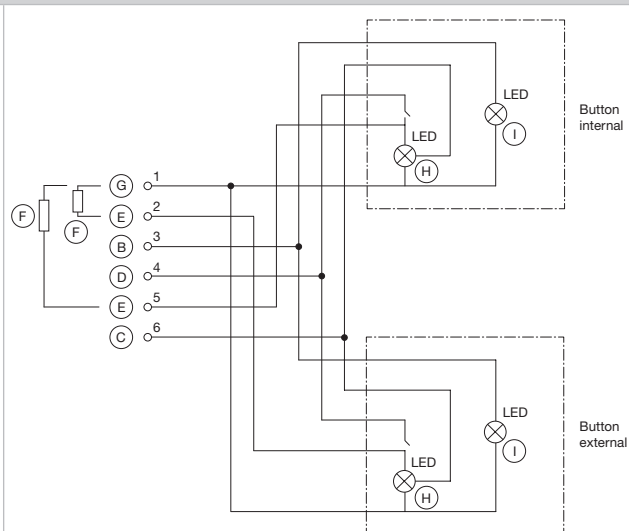 LED
LED
I
H
Button
internal
G
1
F
F
E
2
B
3
D
4
E
5
C
6
LED
LED
I
H
Button
external